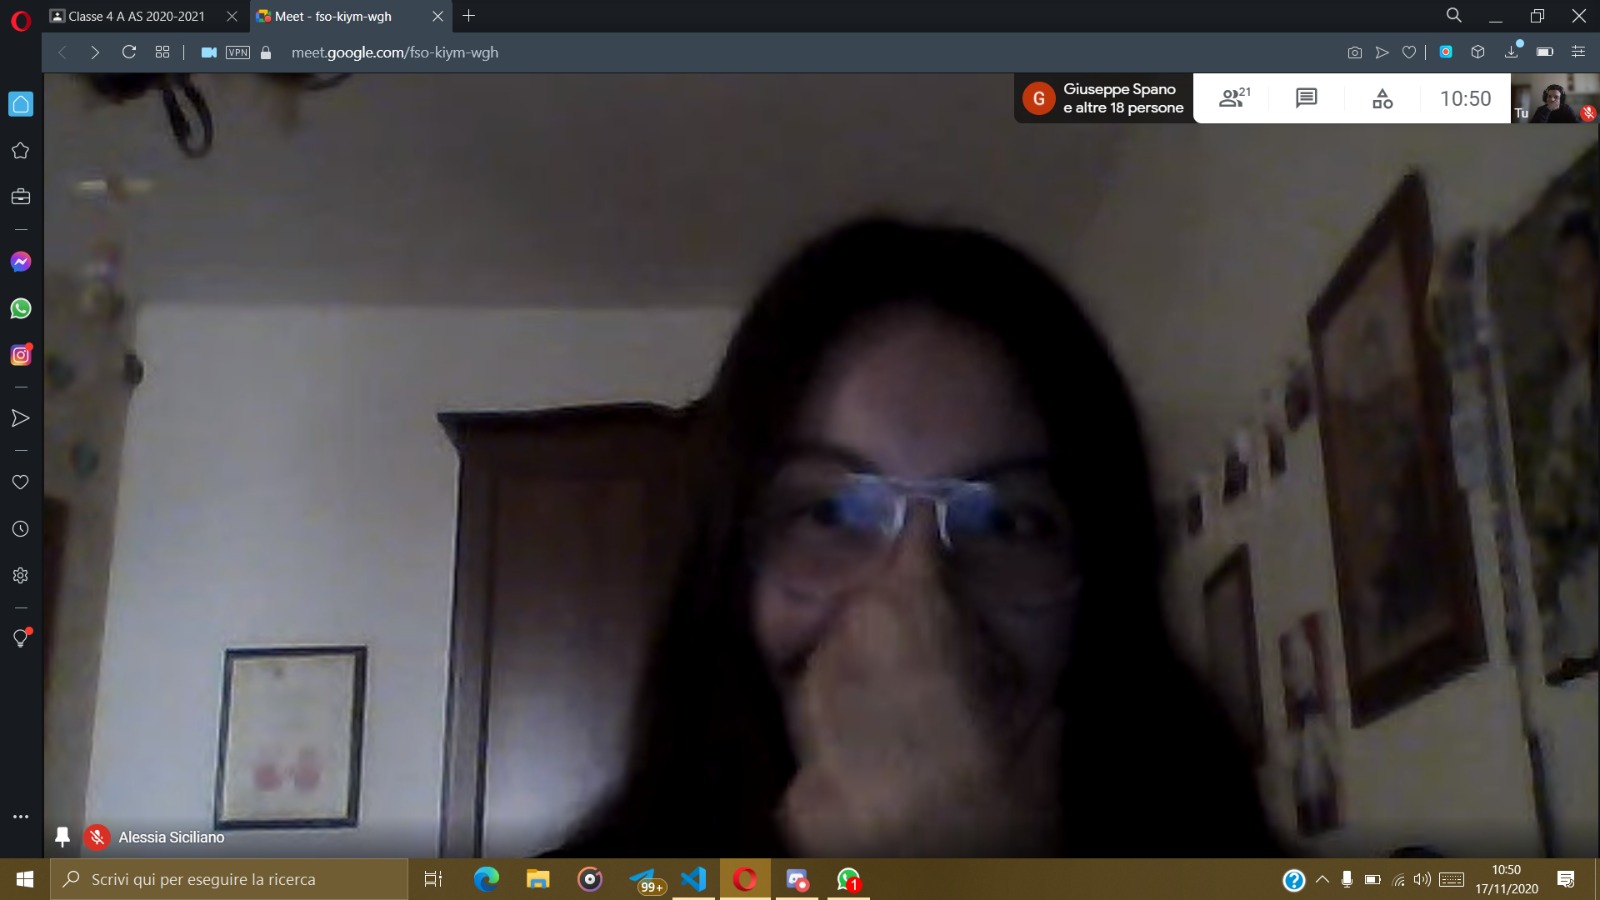 Classe 4 A AS 2020-2021
Meet - fso-kiym-wgh
VPN
meet.google.com/fso-kiym-wgh
G
Giuseppe Spano
e altre 18 persone
21
10:50
Tu
Alessia Siciliano
Scrivi qui per eseguire la ricerca
99+
1
10:50
17/11/2020